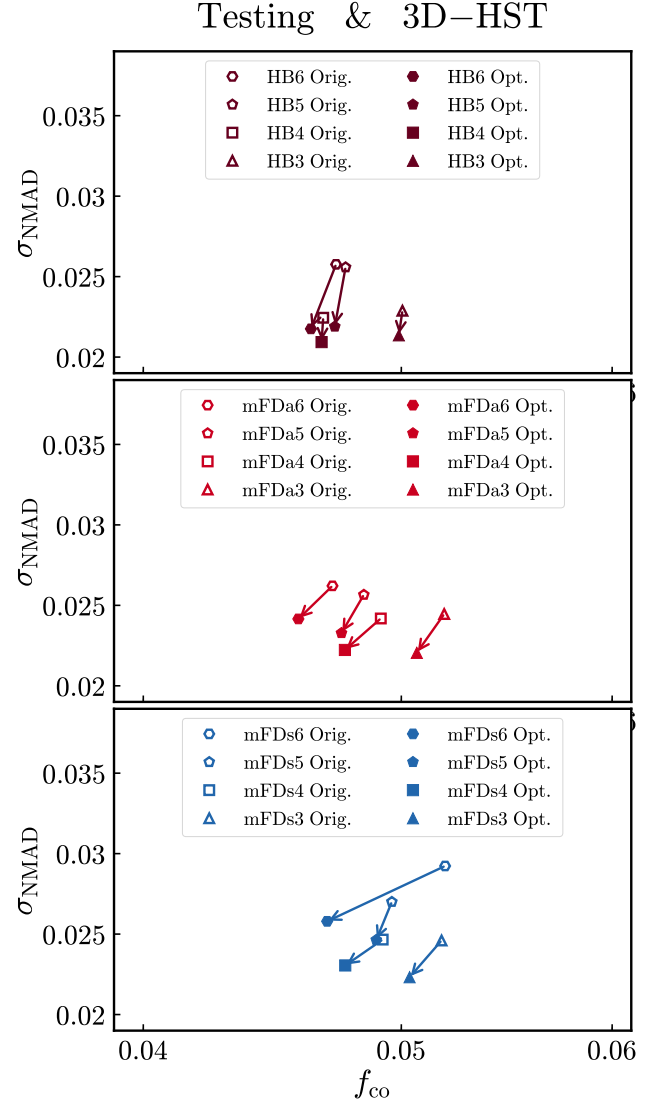 Testing & 3D−HST
HB6 Orig. HB6 Opt.
HB5 Orig. HB5 Opt.
HB4 Orig. HB4 Opt.
HB3 Orig. HB3 Opt.
0.035
0.03
0.025
0.02
σNMAD
mFDa6 Orig. mFDa6 Opt.
mFDa5 Orig. mFDa5 Opt.
mFDa4 Orig. mFDa4 Opt.
mFDa3 Orig. mFDa3 Opt.
0.035
0.03
0.025
0.02
σNMAD
mFDs6 Orig. mFDs6 Opt.
mFDs5 Orig. mFDs5 Opt.
mFDs4 Orig. mFDs4 Opt.
mFDs3 Orig. mFDs3 Opt.
0.035
0.03
0.025
0.02
σNMAD
0.04 0.05 0.06
fco